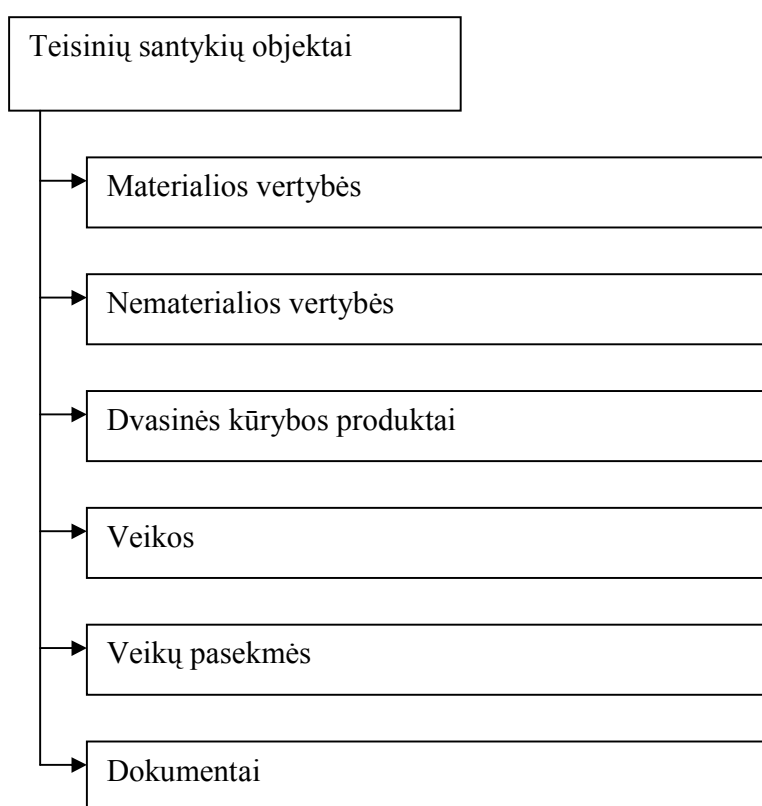 Teisinių santykių objektai
Materialios vertybės
Nematerialios vertybės
Dvasinės kūrybos produktai
Veikos
Veikų pasekmės
Dokumentai